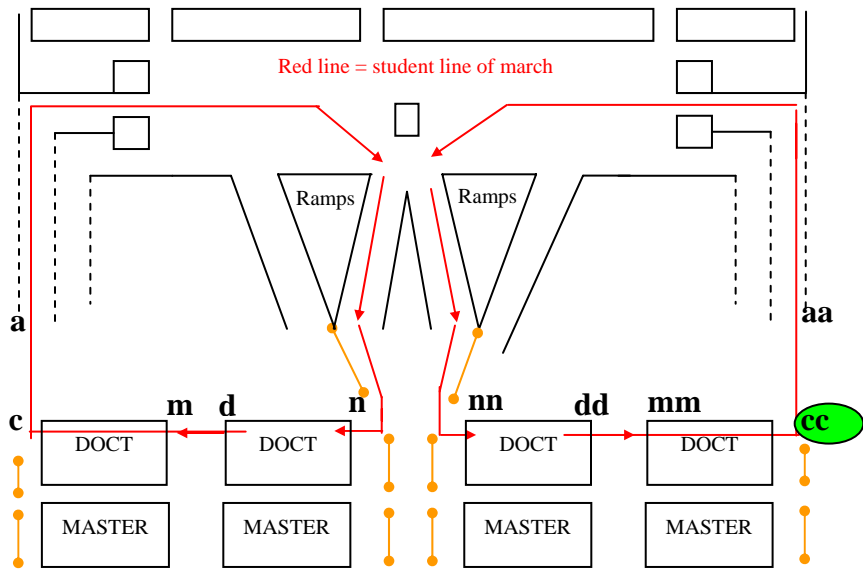 Red line = student line of march
Ramps
Ramps
a
aa
c
m
d
n
nn
dd
mm
cc
DOCT
DOCT
DOCT
DOCT
MASTER
MASTER
MASTER
MASTER